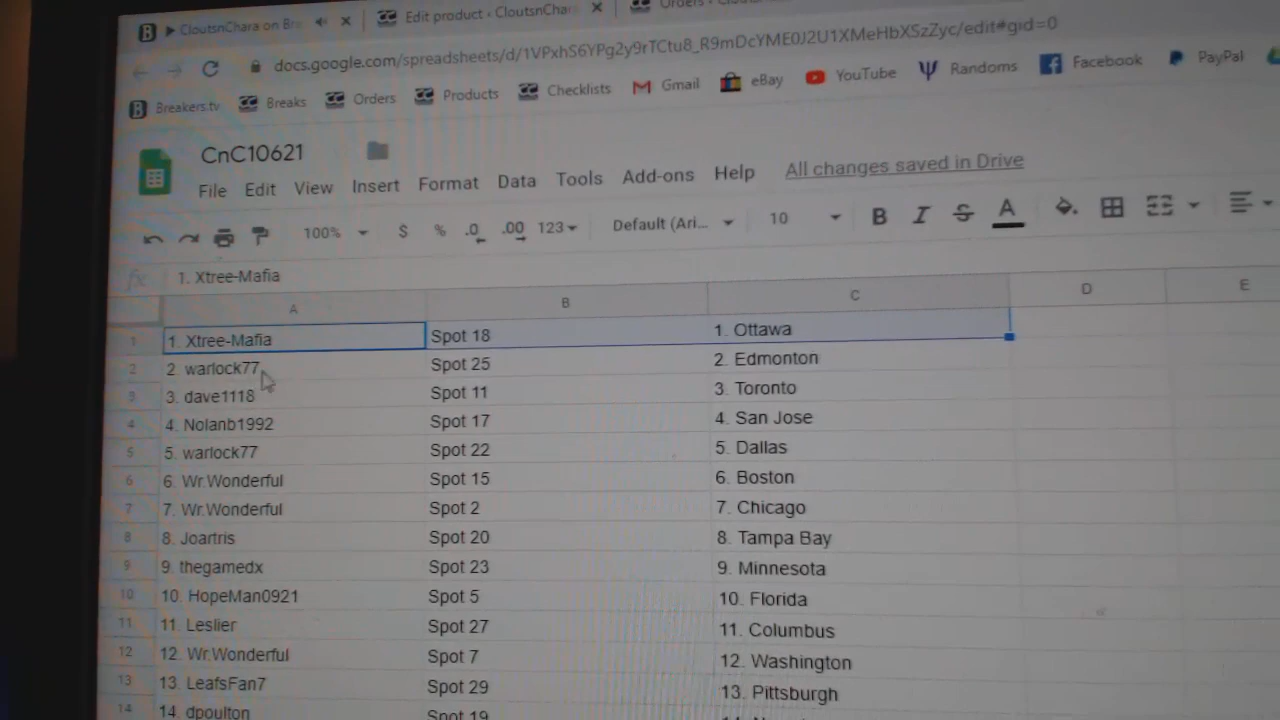 CloutsnChara on Bre
Edit product ‹ CloutsnChar
docs.google.com/spreadsheets/d/1VPxhS6YPg2y9rTCtu8_R9mDcYME0J2U1XMeHbXSzZyc/edit#gid=0
Breakers.tv Breaks Orders Products Checklists Gmail eBay YouTube Randoms Facebook PayPal
CnC10621
File Edit View Insert Format Data Tools Add-ons Help All changes saved in Drive
100% $ % .0 .00 123 Default (Ari... 10 B I S A
fx 1. Xtree-Mafia
A B C D E
1 1. Xtree-Mafia Spot 18 1. Ottawa
2 2. warlock77 Spot 25 2. Edmonton
3 3. dave1118 Spot 11 3. Toronto
4 4. Nolanb1992 Spot 17 4. San Jose
5 5. warlock77 Spot 22 5. Dallas
6 6. Wr.Wonderful Spot 15 6. Boston
7 7. Wr.Wonderful Spot 2 7. Chicago
8 8. Joartris Spot 20 8. Tampa Bay
9 9. thegamedx Spot 23 9. Minnesota
10 10. HopeMan0921 Spot 5 10. Florida
11 11. Leslier Spot 27 11. Columbus
12 12. Wr.Wonderful Spot 7 12. Washington
13 13. LeafsFan7 Spot 29 13. Pittsburgh
14 14. dpoulton Spot 19